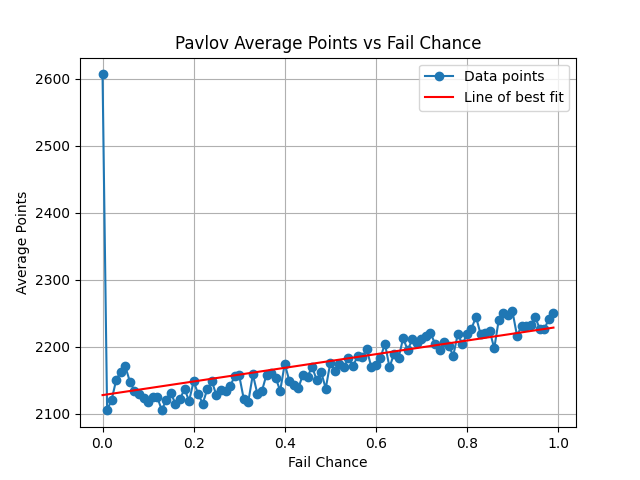 Pavlov Average Points vs Fail Chance
Data points
Line of best fit
2600
2500
2400
2300
2200
2100
Average Points
0.0 0.2 0.4 0.6 0.8 1.0
Fail Chance